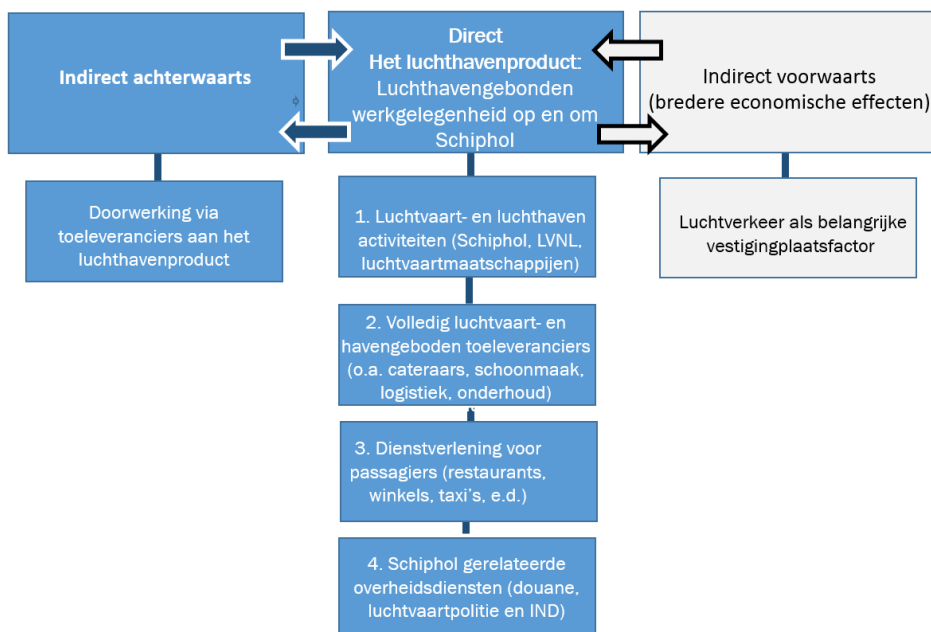 Indirect achterwaarts
Direct
Het luchthavenproduct:
Luchthavengebonden
werkgelegenheid op en om
Schiphol
Indirect voorwaarts
(bredere economische effecten)
Doorwerking via
toeleveranciers aan het
luchthavenproduct
1. Luchtvaart- en luchthaven
activiteiten (Schiphol, LVNL,
luchtvaartmaatschappijen)
Luchtverkeer als belangrijke
vestigingplaatsfactor
2. Volledig luchtvaart- en
havengeboden toeleveranciers
(o.a. cateraars, schoonmaak,
logistiek, onderhoud)
3. Dienstverlening voor
passagiers (restaurants,
winkels, taxi's, e.d.)
4. Schiphol gerelateerde
overheidsdiensten (douane,
luchtvaartpolitie en IND)